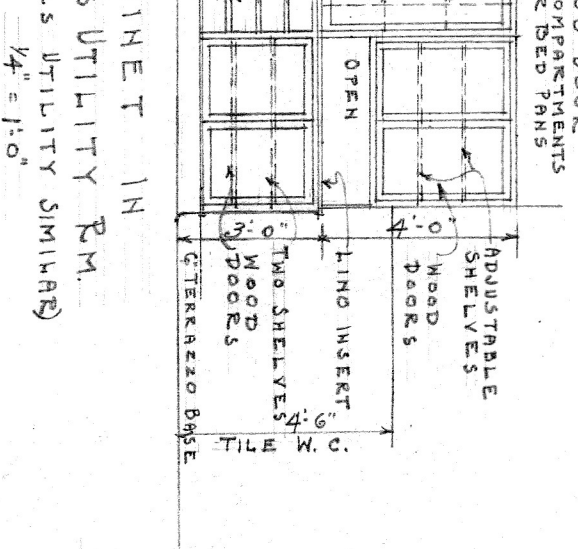 COMPARTMENTS
R BED PANS
ADJUSTABLE
SHELVES
WOOD
DOORS
4'-0"
OPEN
LINO INSERT
TWO SHELVES
WOOD
DOORS
3'-0"
6" TERRAZZO BASE
4'-6"
TILE W. C.
INET IN
S UTILITY RM.
S UTILITY SIMILAR)
1/4" = 1'-0"